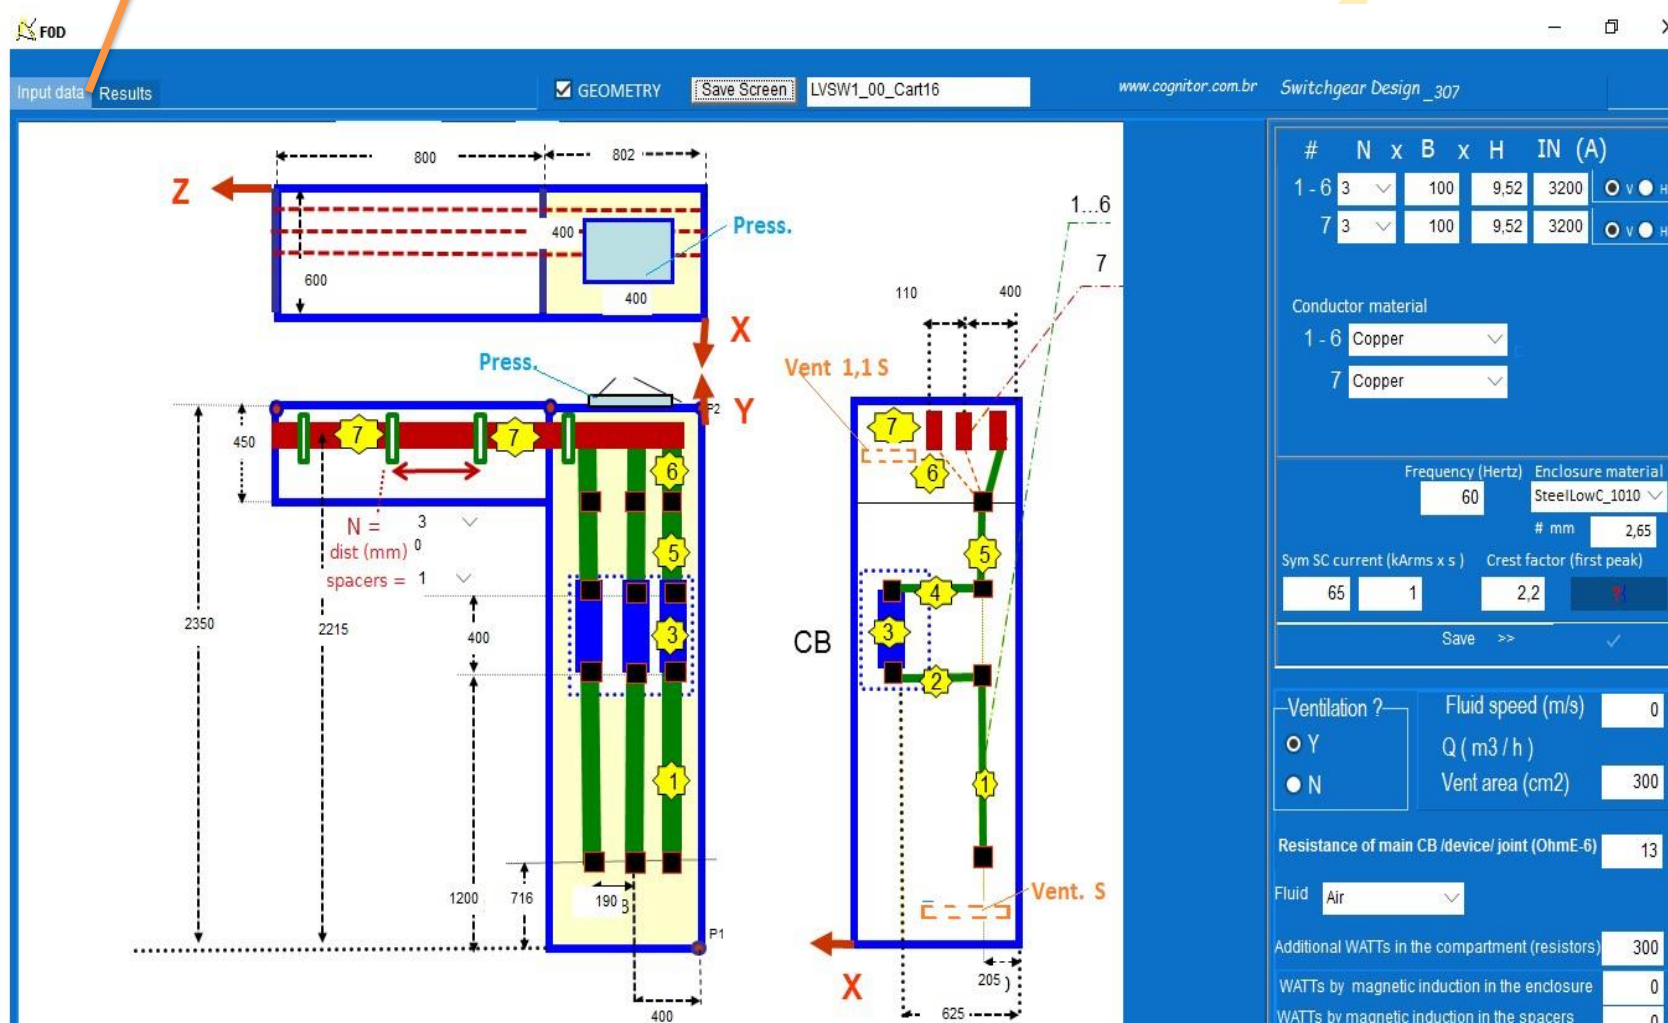 F0D
Input data
Results
GEOMETRY
Save Screen
LVSW1_00_Cart16
www.cognitor.com.br
Switchgear Design _307
800
802
Z
400
Press.
600
400
X
Press.
Y
P2
450
7
7
6
N = 3
dist (mm) 0
spacers = 1
5
2350
2215
400
3
1
1200
716
190
P1
400
1...6
7
110
400
Vent 1,1 S
7
6
5
4
CB
3
2
1
Vent. S
X
205 )
625
# N x B x H IN (A)
1 - 6 3 100 9,52 3200 V H
7 3 100 9,52 3200 V H
Conductor material
1 - 6 Copper
7 Copper
Frequency (Hertz) Enclosure material
60 SteelLowC_1010
# mm 2,65
Sym SC current (kArms x s ) Crest factor (first peak)
65 1 2,2
Save >>
Ventilation ?
Y
N
Fluid speed (m/s) 0
Q ( m3 / h )
Vent area (cm2) 300
Resistance of main CB /device/ joint (OhmE-6) 13
Fluid Air
Additional WATTs in the compartment (resistors) 300
WATTs by magnetic induction in the enclosure 0
WATTs by magnetic induction in the spacers 0